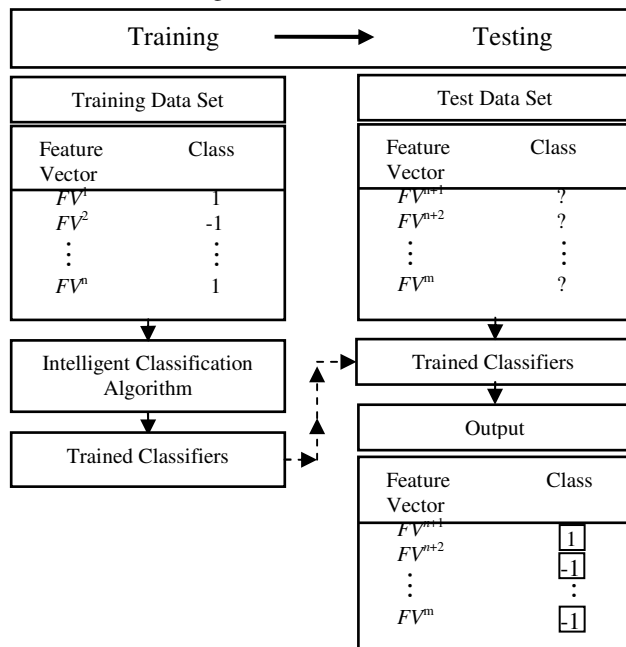 Training Testing
Training Data Set
Feature Class
Vector
FV¹ 1
FV² -1
⋮ ⋮
FVⁿ 1
Intelligent Classification
Algorithm
Trained Classifiers
Test Data Set
Feature Class
Vector
FVⁿ⁺¹ ?
FVⁿ⁺² ?
⋮ ⋮
FVᵐ ?
Trained Classifiers
Output
Feature Class
Vector
FVⁿ⁺¹ 1
FVⁿ⁺² -1
⋮ ⋮
FVᵐ -1